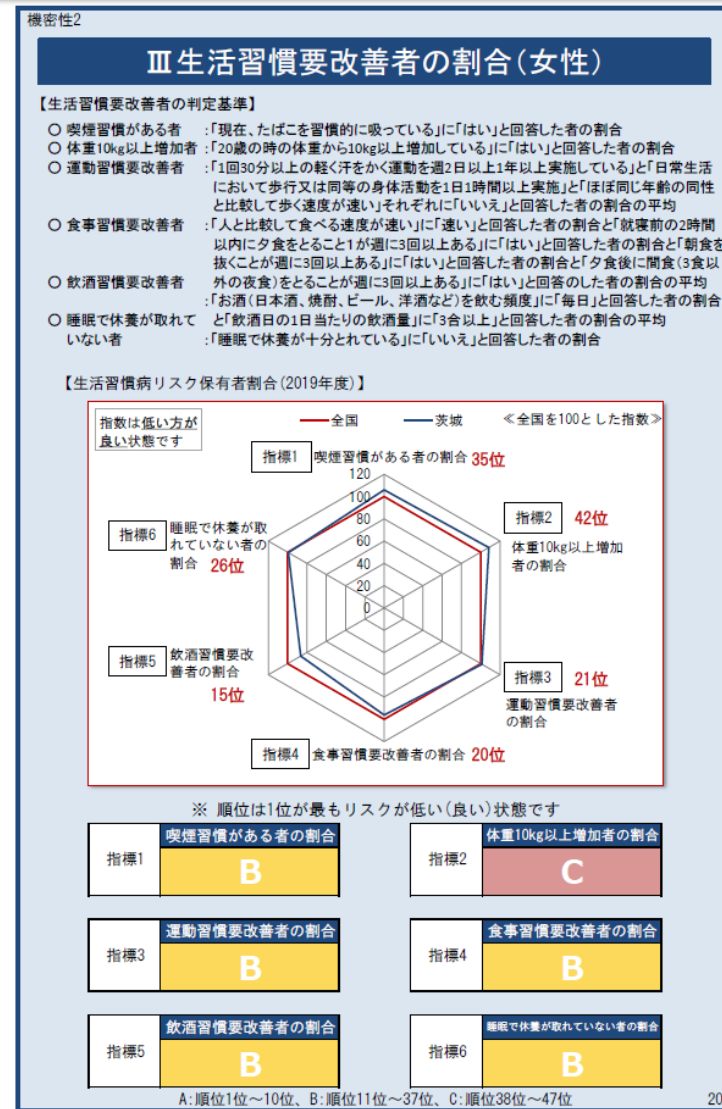 機密性2
Ⅲ生活習慣要改善者の割合(女性)
【生活習慣要改善者の判定基準】
○ 喫煙習慣がある者 :「現在、たばこを習慣的に吸っている」に「はい」と回答した者の割合
○ 体重10kg以上増加者 :「20歳の時の体重から10kg以上増加している」に「はい」と回答した者の割合
○ 運動習慣要改善者 :「1回30分以上の軽く汗をかく運動を週2日以上1年以上実施している」と「日常生活
において歩行又は同等の身体活動を1日1時間以上実施」と「ほぼ同じ年齢の同性
と比較して歩く速度が速い」それぞれに「いいえ」と回答した者の割合の平均
○ 食事習慣要改善者 :「人と比較して食べる速度が速い」に「速い」と回答した者の割合と「就寝前の2時間
以内に夕食をとること1が週に3回以上ある」に「はい」と回答した者の割合と「朝食を
抜くことが週に3回以上ある」に「はい」と回答した者の割合と「夕食後に間食(3食以
○ 飲酒習慣要改善者 外の夜食)をとることが週に3回以上ある」に「はい」と回答のした者の割合の平均
:「お酒(日本酒、焼酎、ビール、洋酒など)を飲む頻度」に「毎日」と回答した者の割合
○ 睡眠で休養が取れて と「飲酒日の1日当たりの飲酒量」に「3合以上」と回答した者の割合の平均
いない者 :「睡眠で休養が十分とれている」に「いいえ」と回答した者の割合
【生活習慣病リスク保有者割合(2019年度)】
指数は低い方が
良い状態です
全国 茨城 ≪全国を100とした指数≫
指標1 喫煙習慣がある者の割合 35位
120
100
80
60
40
20
0
指標2 42位
体重10kg以上増加
者の割合
指標6 睡眠で休養が取
れていない者の
割合 26位
指標5 飲酒習慣要改
善者の割合
15位
指標3 21位
運動習慣要改善者
の割合
指標4 食事習慣要改善者の割合 20位
※ 順位は1位が最もリスクが低い(良い)状態です
指標1 喫煙習慣がある者の割合
B
指標2 体重10kg以上増加者の割合
C
指標3 運動習慣要改善者の割合
B
指標4 食事習慣要改善者の割合
B
指標5 飲酒習慣要改善者の割合
B
指標6 睡眠で休養が取れていない者の割合
B
A:順位1位～10位、B:順位11位～37位、C:順位38位～47位
20